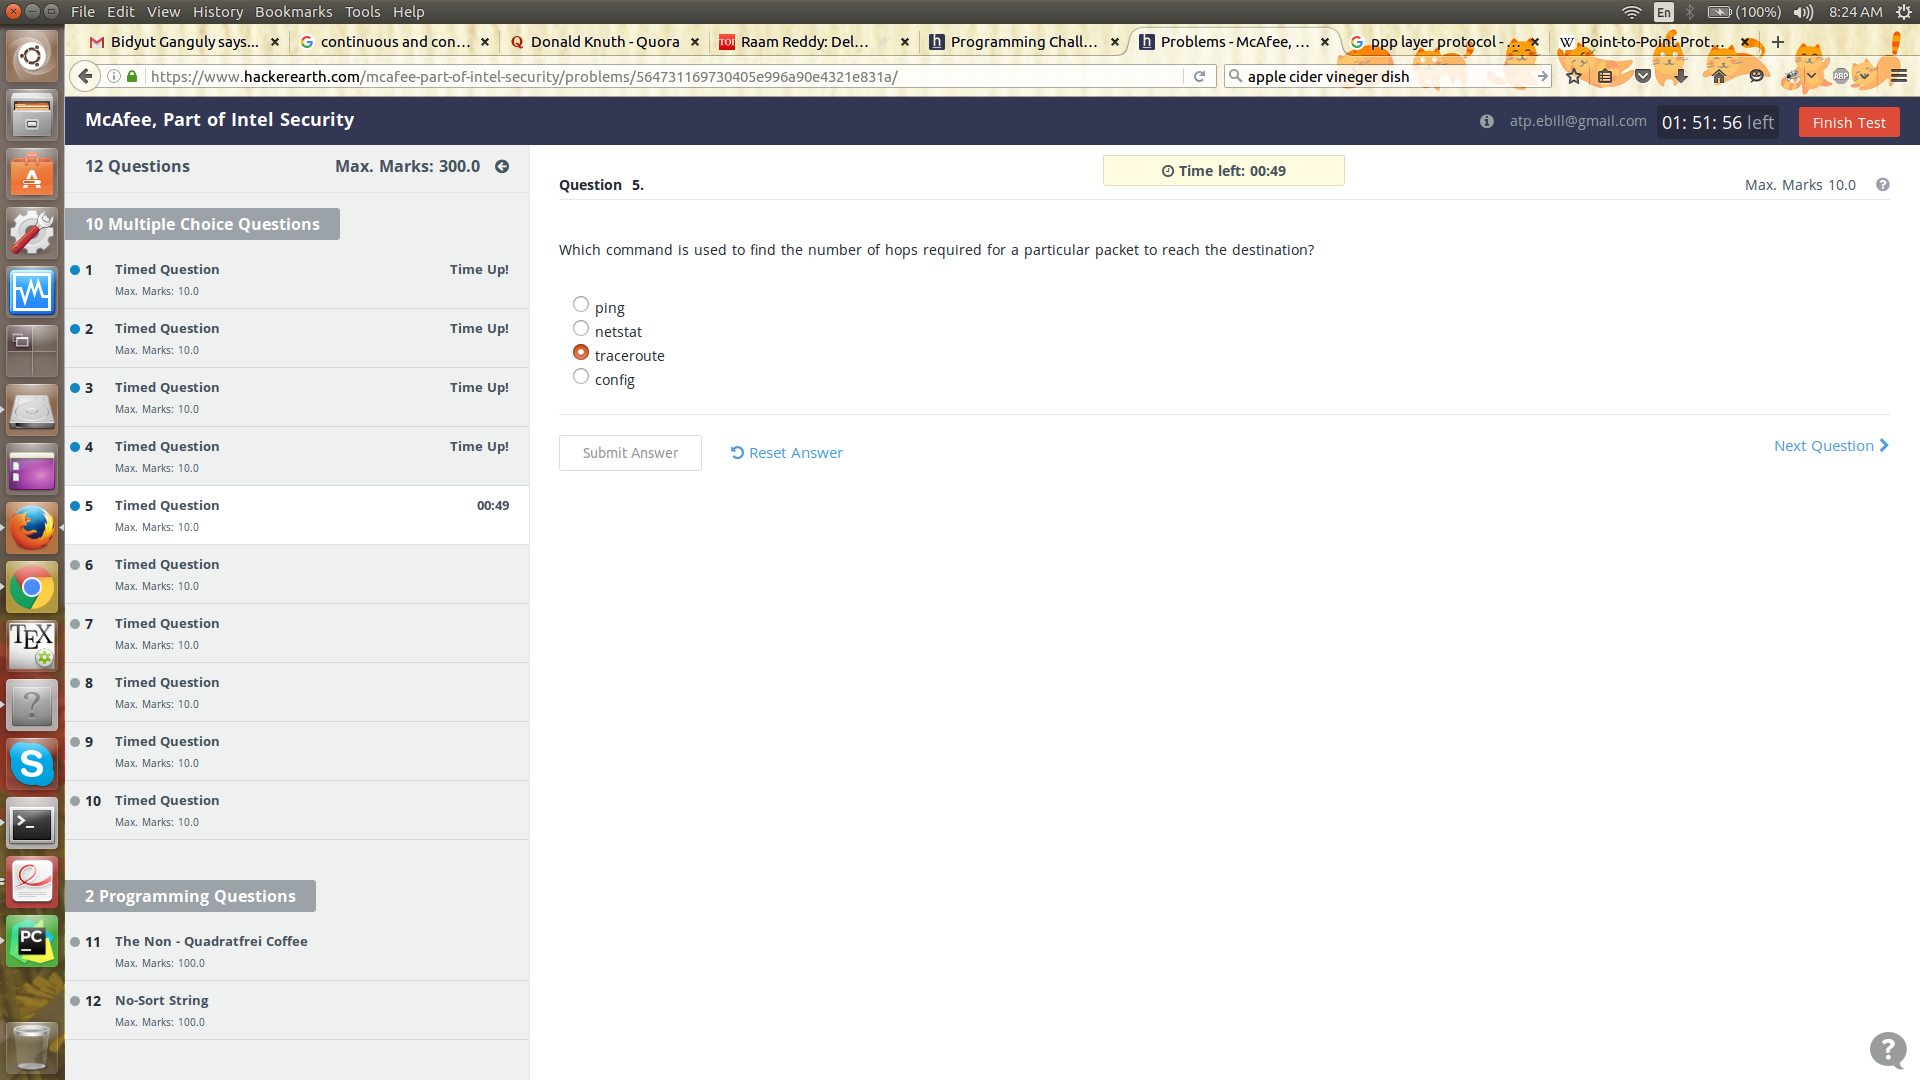 File Edit View History Bookmarks Tools Help
En (100%) 8:24 AM
Bidyut Ganguly says...
continuous and con...
Donald Knuth - Quora
TOI Raam Reddy: Del...
Programming Chall...
Problems - McAfee, ...
ppp layer protocol - ...
Point-to-Point Prot...
https://www.hackerearth.com/mcafee-part-of-intel-security/problems/564731169730405e996a90e4321e831a/
apple cider vineger dish
ABP
McAfee, Part of Intel Security
atp.ebill@gmail.com
01: 51: 56 left
Finish Test
12 Questions
Max. Marks: 300.0
10 Multiple Choice Questions
1 Timed Question Time Up!
Max. Marks: 10.0
2 Timed Question Time Up!
Max. Marks: 10.0
3 Timed Question Time Up!
Max. Marks: 10.0
4 Timed Question Time Up!
Max. Marks: 10.0
5 Timed Question 00:49
Max. Marks: 10.0
6 Timed Question
Max. Marks: 10.0
7 Timed Question
Max. Marks: 10.0
8 Timed Question
Max. Marks: 10.0
9 Timed Question
Max. Marks: 10.0
10 Timed Question
Max. Marks: 10.0
2 Programming Questions
11 The Non - Quadratfrei Coffee
Max. Marks: 100.0
12 No-Sort String
Max. Marks: 100.0
Time left: 00:49
Question 5.
Max. Marks 10.0
Which command is used to find the number of hops required for a particular packet to reach the destination?
ping
netstat
traceroute
config
Submit Answer
Reset Answer
Next Question
TEX
PC